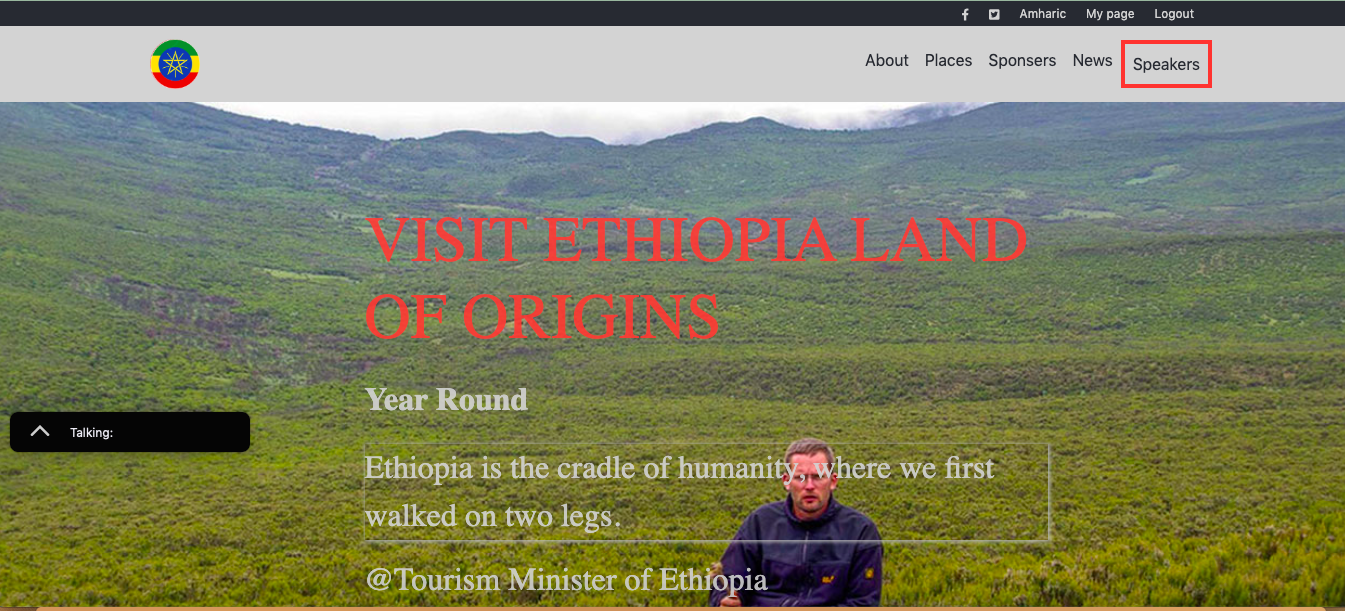 Amharic My page Logout
About Places Sponsers News Speakers
VISIT ETHIOPIA LAND
OF ORIGINS
Year Round
Talking:
Ethiopia is the cradle of humanity, where we first
walked on two legs.
@Tourism Minister of Ethiopia